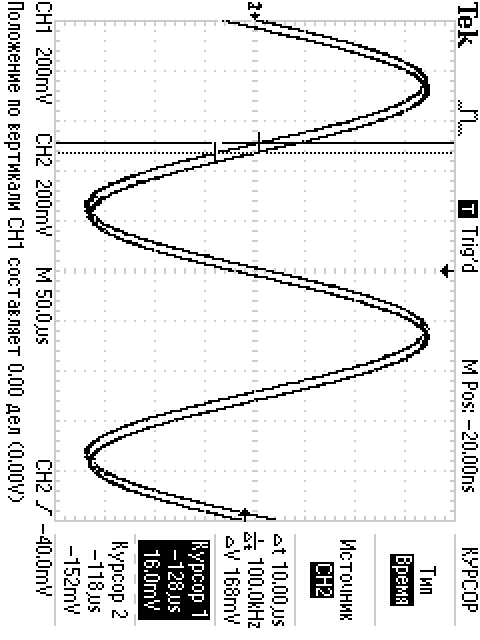 Tek T Trig'd M Pos: -20.00ns КУРСОР
Тип
Время
Источник
CH2
Δt 10.00µs
1/Δt 100.0kHz
ΔV 168mV
2
Курсор 1
-128µs
16.0mV
Курсор 2
-118µs
-152mV
CH1 200mV CH2 200mV M 50.0µs CH2 -40.0mV
Положение по вертикали CH1 составляет 0.00 дел (0.00V)